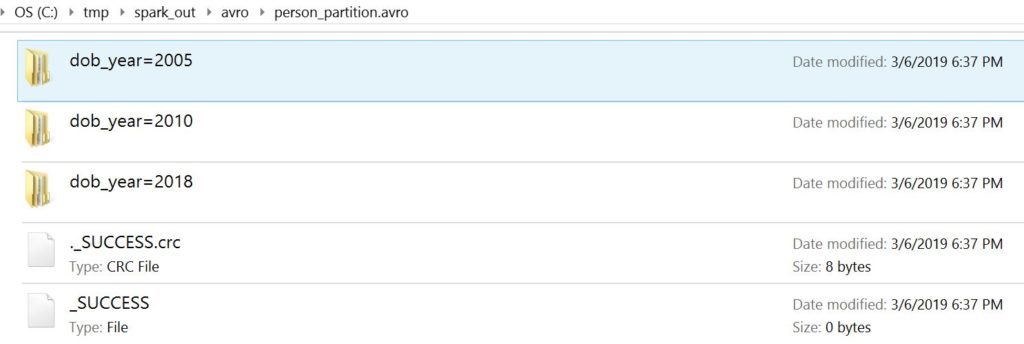 OS (C:) tmp spark_out avro person_partition.avro
dob_year=2005 Date modified: 3/6/2019 6:37 PM
dob_year=2010 Date modified: 3/6/2019 6:37 PM
dob_year=2018 Date modified: 3/6/2019 6:37 PM
._SUCCESS.crc Date modified: 3/6/2019 6:37 PM
Type: CRC File Size: 8 bytes
_SUCCESS Date modified: 3/6/2019 6:37 PM
Type: File Size: 0 bytes